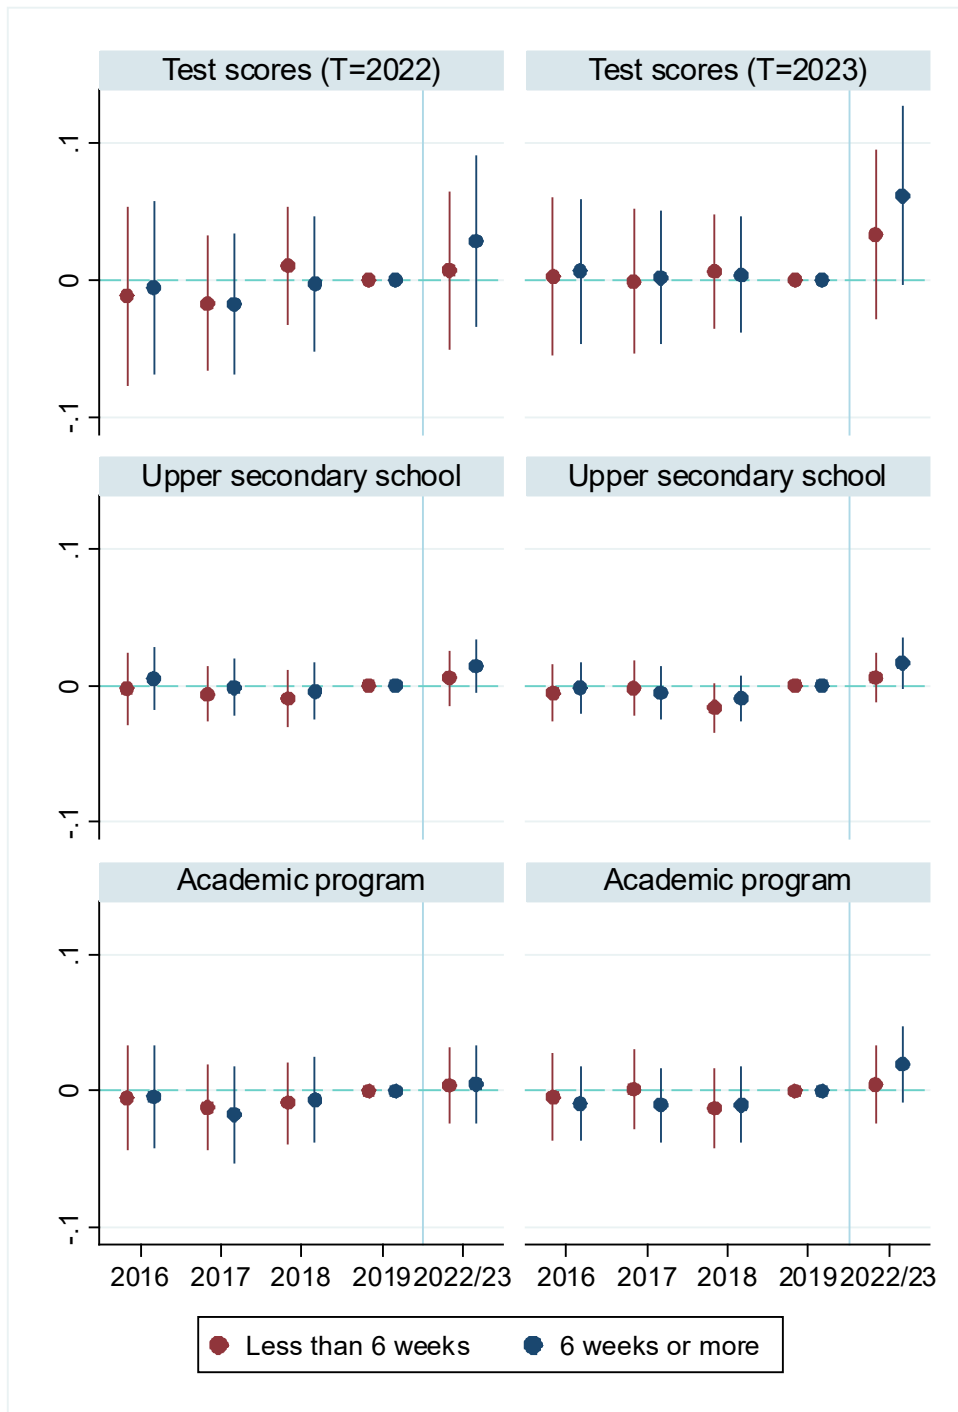 Test scores (T=2022) Test scores (T=2023)
.1
0
-.1
Upper secondary school Upper secondary school
.1
0
-.1
Academic program Academic program
.1
0
-.1
2016 2017 2018 2019 2022/23 2016 2017 2018 2019 2022/23
Less than 6 weeks 6 weeks or more